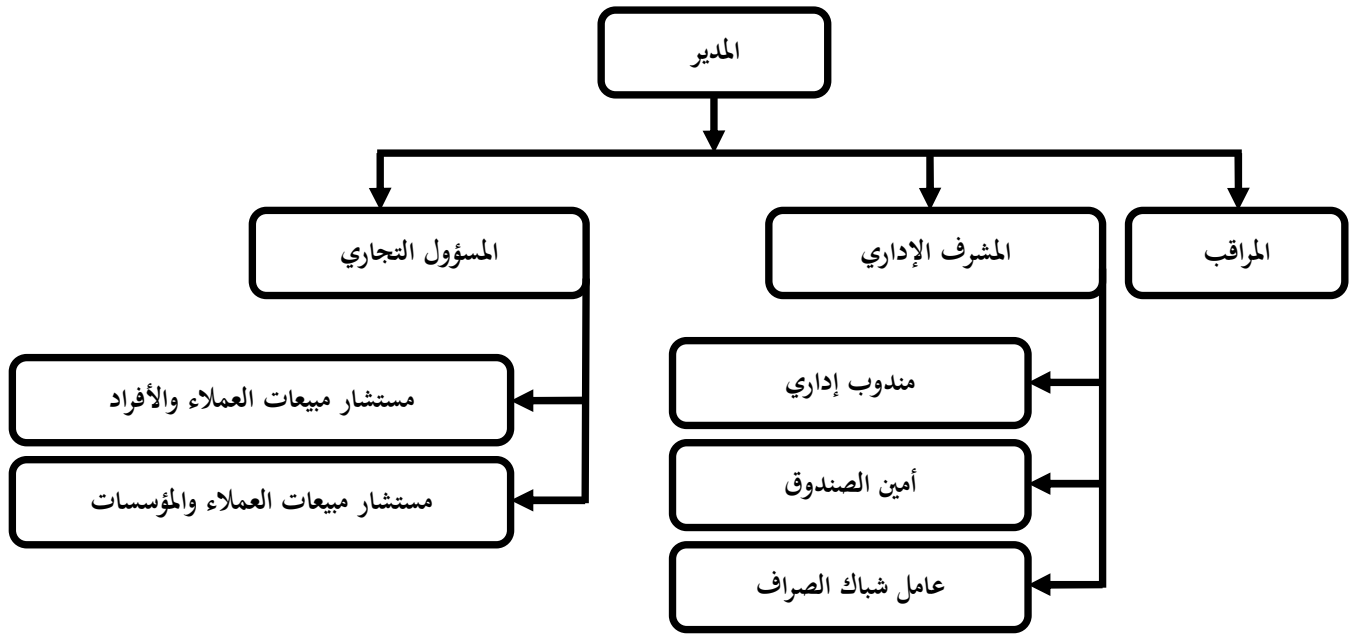 المدير
المراقب
المشرف الإداري
المسؤول التجاري
مندوب إداري
أمين الصندوق
عامل شباك الصراف
مستشار مبيعات العملاء والأفراد
مستشار مبيعات العملاء والمؤسسات